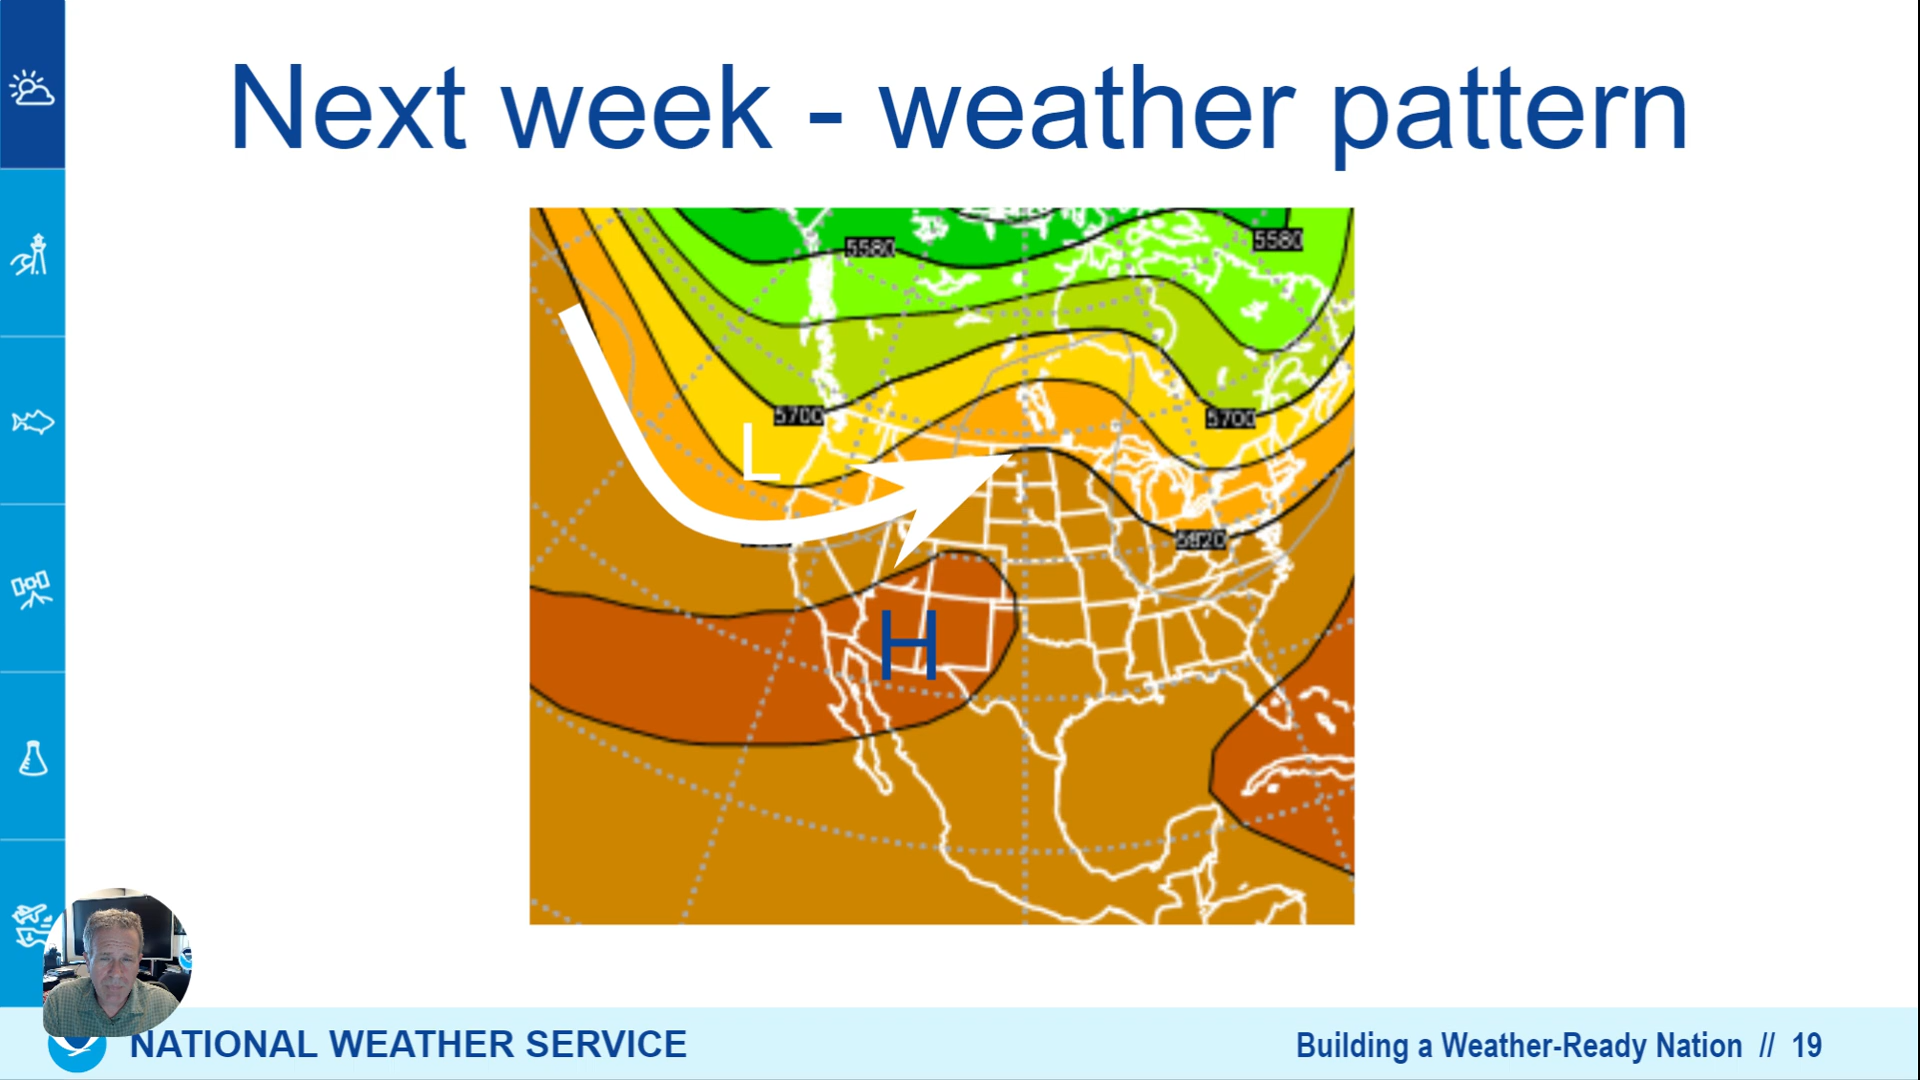 Next week - weather pattern
5580
5580
5700
5700
L
5820
H
NATIONAL WEATHER SERVICE
Building a Weather-Ready Nation // 19